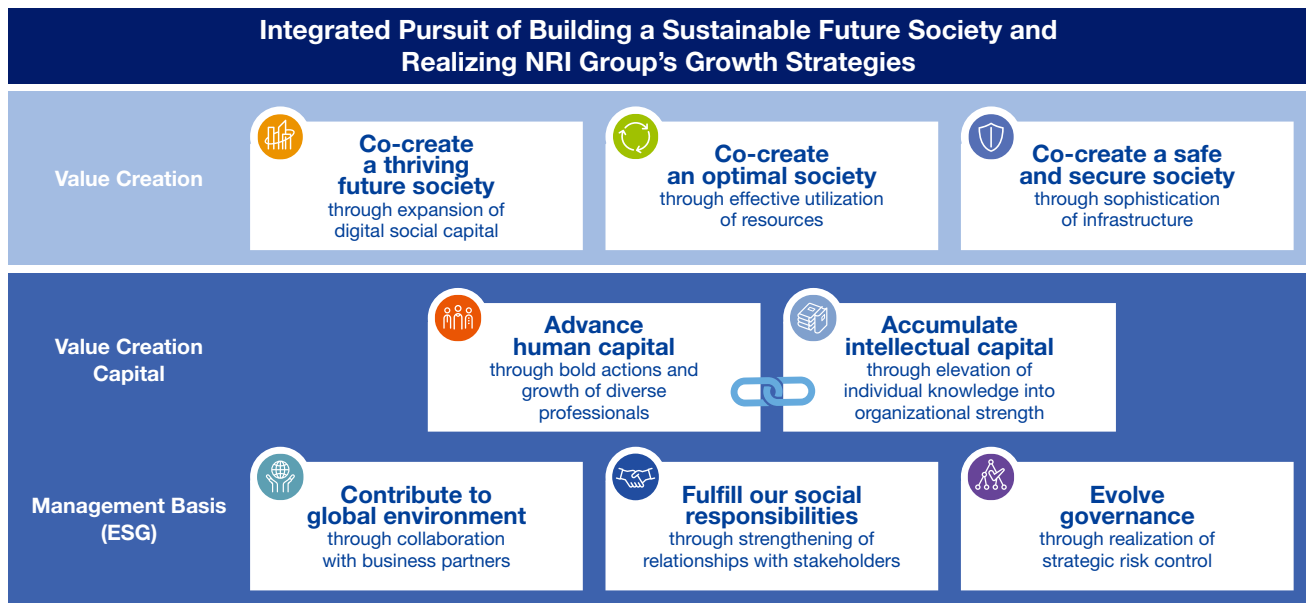 Integrated Pursuit of Building a Sustainable Future Society and
Realizing NRI Group's Growth Strategies
Value Creation
Co-create
a thriving
future society
through expansion of
digital social capital
Co-create
an optimal society
through effective utilization
of resources
Co-create a safe
and secure society
through sophistication
of infrastructure
Value Creation
Capital
Advance
human capital
through bold actions and
growth of diverse
professionals
Accumulate
intellectual capital
through elevation of
individual knowledge into
organizational strength
Management Basis
(ESG)
Contribute to
global environment
through collaboration
with business partners
Fulfill our social
responsibilities
through strengthening of
relationships with stakeholders
Evolve
governance
through realization of
strategic risk control